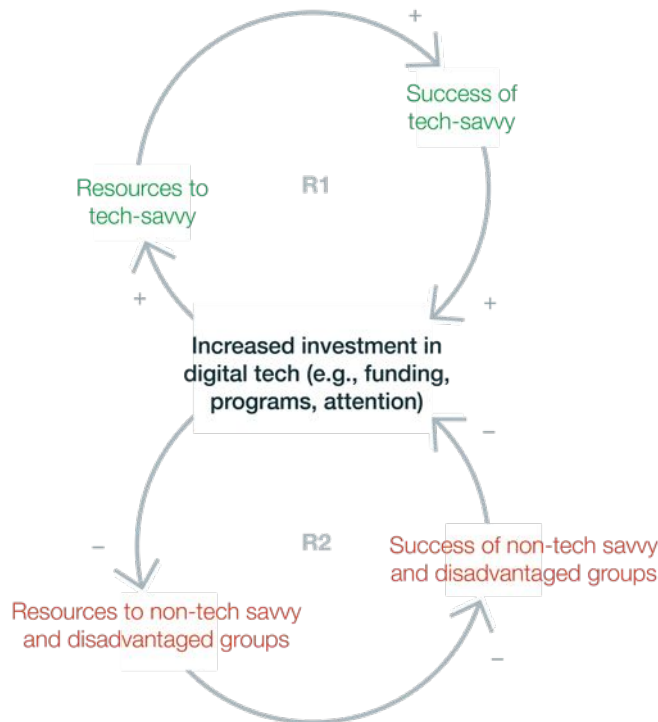 +
Success of
tech-savvy
R1
Resources to
tech-savvy
+
+
Increased investment in
digital tech (e.g., funding,
programs, attention)
–
–
R2
Success of non-tech savvy
and disadvantaged groups
Resources to non-tech savvy
and disadvantaged groups
–